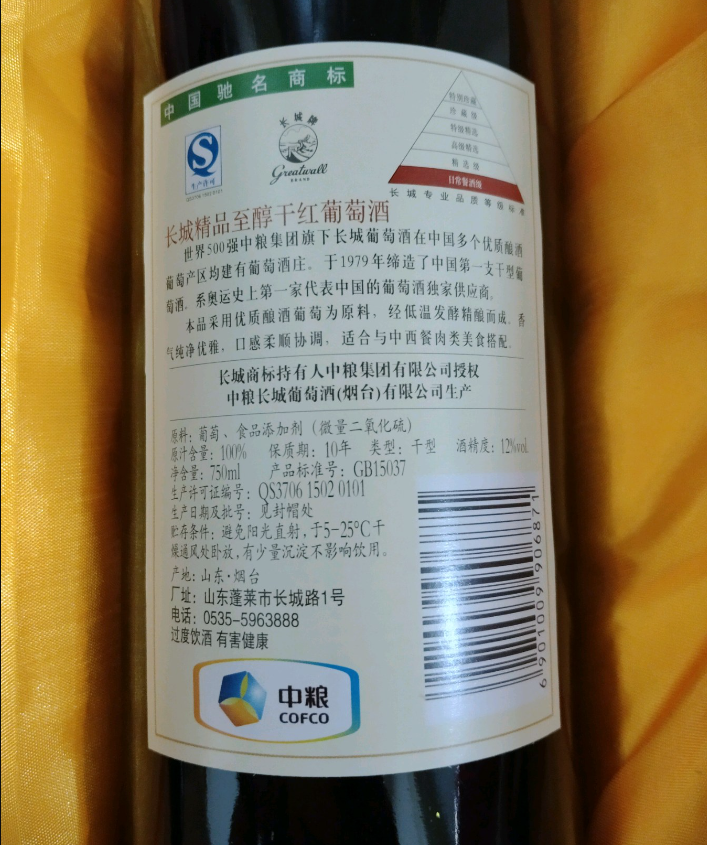 中国驰名商标
长城牌
Greatwall
BRAND
生产许可
特别珍藏
珍藏级
特级精选
高级精选
精选级
日常餐酒级
长城专业品质等级标准
长城精品至醇干红葡萄酒
世界500强中粮集团旗下长城葡萄酒在中国多个优质酿酒
葡萄产区均建有葡萄酒庄。于1979年缔造了中国第一支干型葡
萄酒。系奥运史上第一家代表中国的葡萄酒独家供应商。
本品采用优质酿酒葡萄为原料，经低温发酵精酿而成。香
气纯净优雅，口感柔顺协调，适合与中西餐肉类美食搭配。
长城商标持有人中粮集团有限公司授权
中粮长城葡萄酒(烟台)有限公司生产
原料：葡萄、食品添加剂（微量二氧化硫）
原汁含量：100% 保质期：10年 类型：干型 酒精度：12%vol
净含量：750ml 产品标准号：GB15037
生产许可证编号：QS3706 1502 0101
生产日期及批号：见封帽处
贮存条件：避免阳光直射，于5-25°C干
燥通风处卧放，有少量沉淀不影响饮用。
产地：山东·烟台
厂址：山东蓬莱市长城路1号
电话：0535-5963888
过度饮酒 有害健康
中粮
COFCO
6 901009 906871